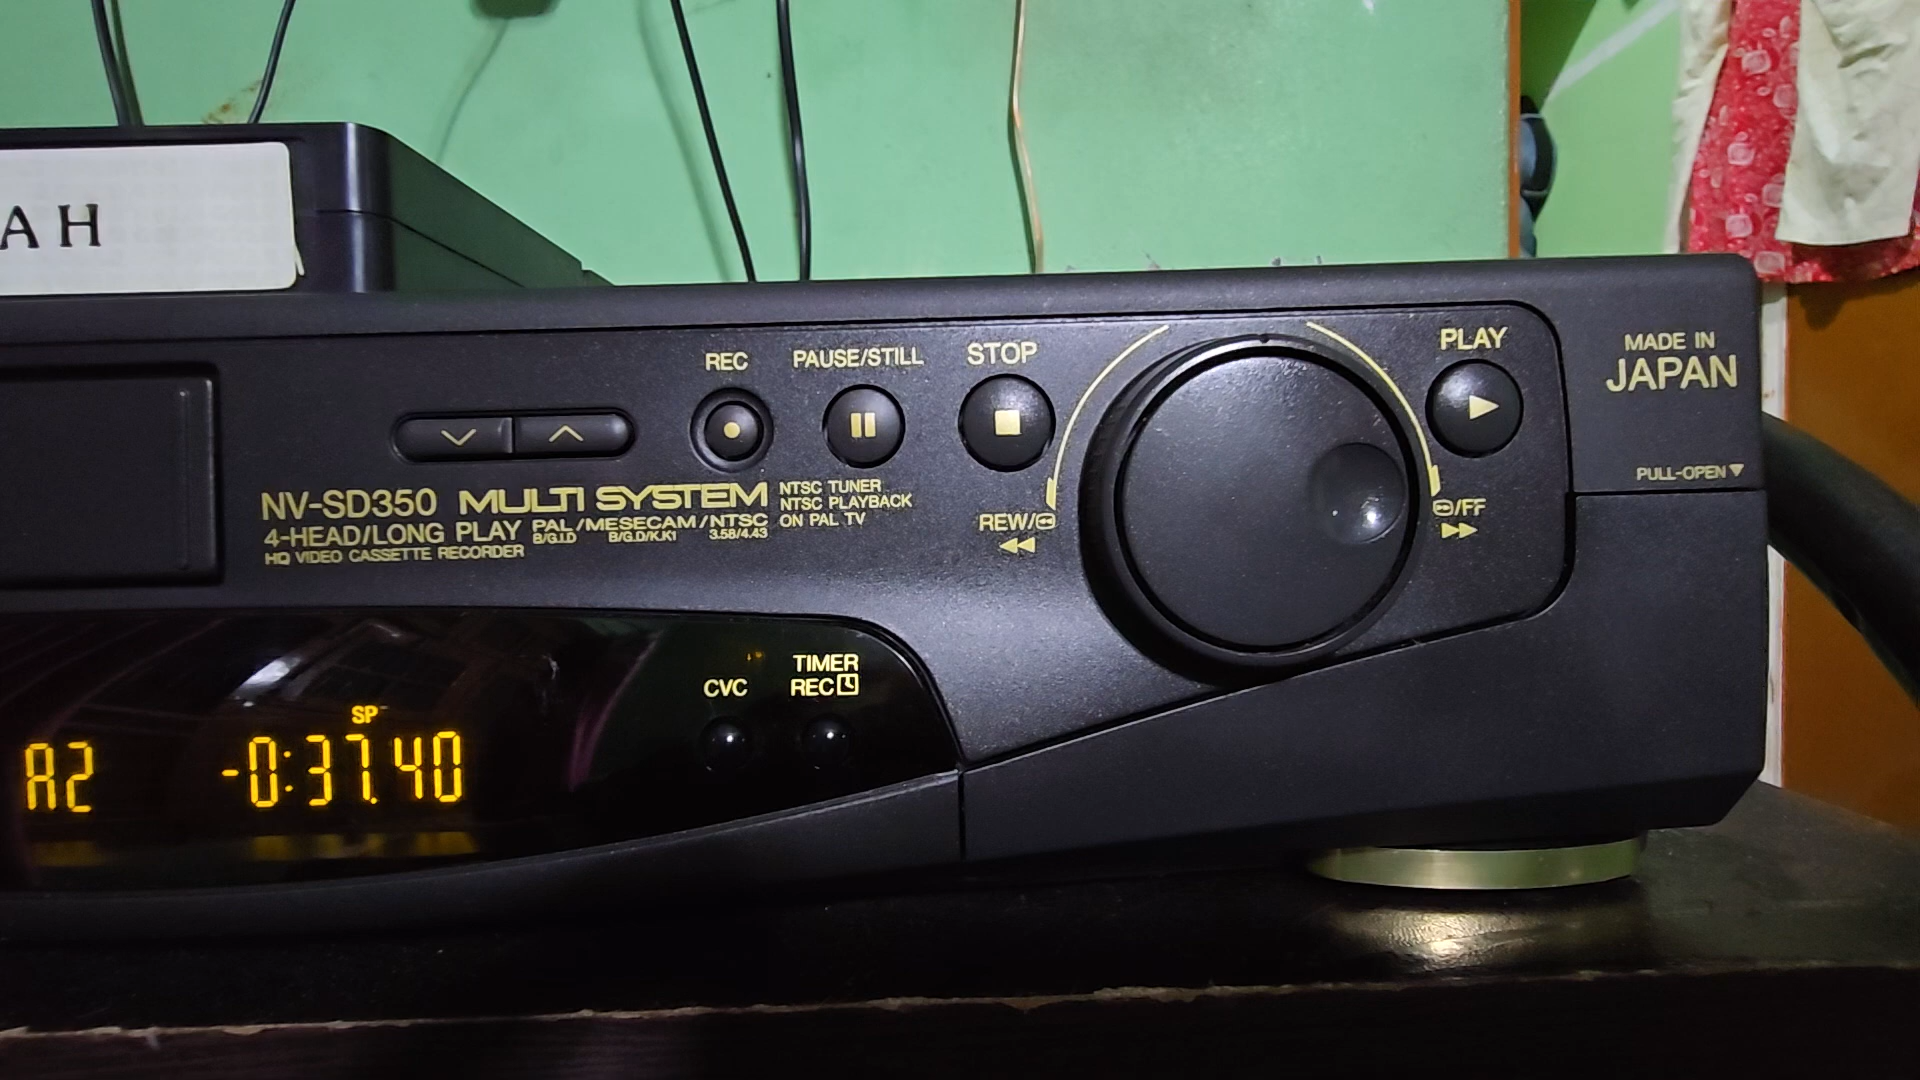 AH
REC
PAUSE/STILL
STOP
PLAY
MADE IN
JAPAN
PULL-OPEN
NV-SD350 MULTI SYSTEM
4-HEAD/LONG PLAY PAL/MESECAM/NTSC
B/G.I.D B/G.D/K.K1 3.58/4.43
HQ VIDEO CASSETTE RECORDER
NTSC TUNER
NTSC PLAYBACK
ON PAL TV
REW/
/FF
CVC
TIMER
REC
SP
A2 -0:37.40